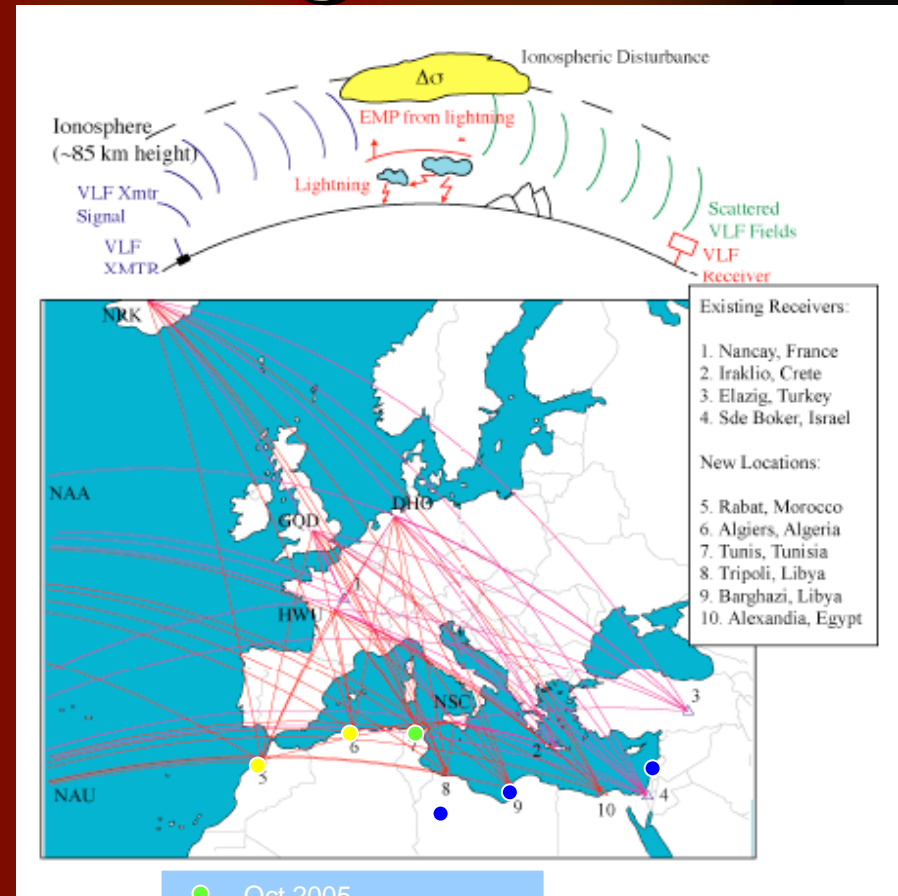 Ionospheric Disturbance
Δσ
EMP from lightning
Ionosphere
(~85 km height)
Lightning
VLF Xmtr
Signal
VLF
XMTR
Scattered
VLF Fields
VLF
Receiver
Existing Receivers:
1. Nancay, France
2. Iraklio, Crete
3. Elazig, Turkey
4. Sde Boker, Israel
New Locations:
5. Rabat, Morocco
6. Algiers, Algeria
7. Tunis, Tunisia
8. Tripoli, Libya
9. Barghazi, Libya
10. Alexandia, Egypt
NRK
NAA
DHO
GQD
1
HWU
3
NSC
6
7
2
5
8
9
10
4
NAU
Oct 2005